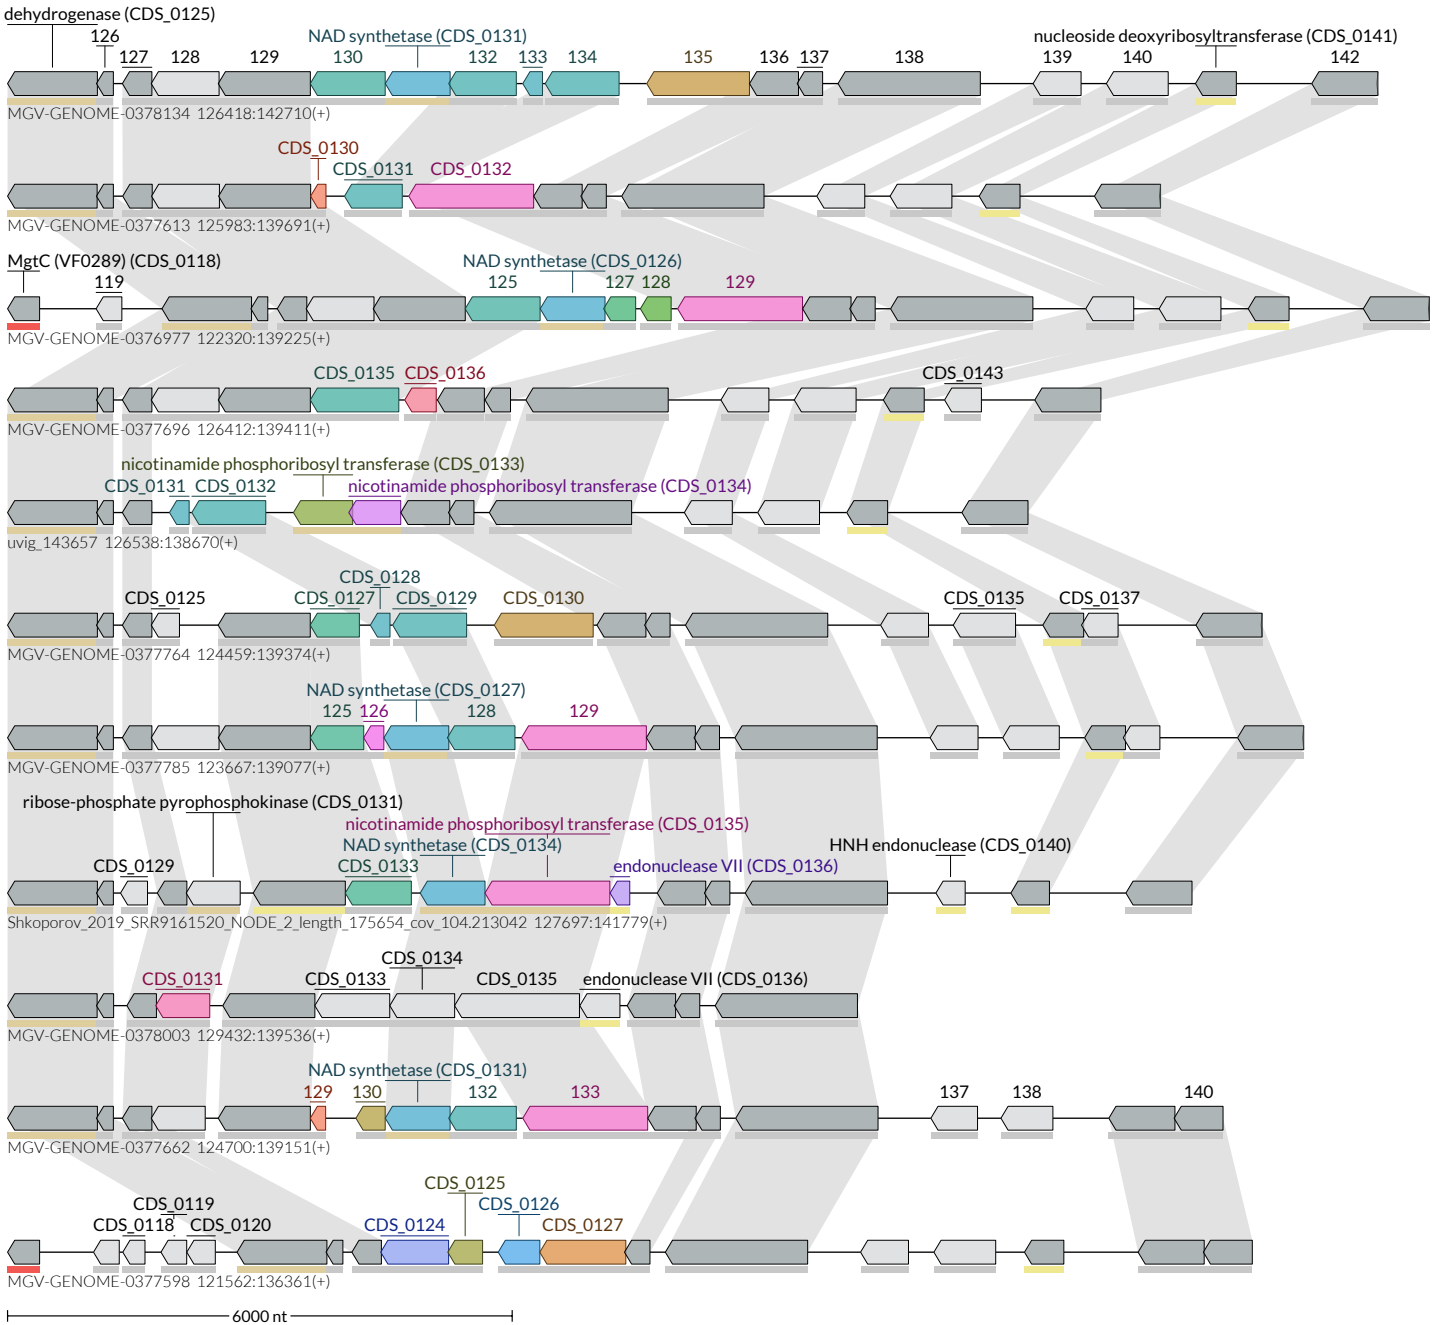 dehydrogenase (CDS_0125)
126 NAD synthetase (CDS_0131) nucleoside deoxyribosyltransferase (CDS_0141)
127 128 129 130 132 133 134 135 136 137 138 139 140 142
MGV-GENOME-0378134 126418:142710(+)
CDS_0130
CDS_0131 CDS_0132
MGV-GENOME-0377613 125983:139691(+)
MgtC (VF0289) (CDS_0118) NAD synthetase (CDS_0126)
119 125 127 128 129
MGV-GENOME-0376977 122320:139225(+)
CDS_0135 CDS_0136 CDS_0143
MGV-GENOME-0377696 126412:139411(+)
nicotinamide phosphoribosyl transferase (CDS_0133)
CDS_0131 CDS_0132 nicotinamide phosphoribosyl transferase (CDS_0134)
uvig_143657 126538:138670(+)
CDS_0128
CDS_0125 CDS_0127 CDS_0129 CDS_0130 CDS_0135 CDS_0137
MGV-GENOME-0377764 124459:139374(+)
NAD synthetase (CDS_0127)
125 126 128 129
MGV-GENOME-0377785 123667:139077(+)
ribose-phosphate pyrophosphokinase (CDS_0131)
nicotinamide phosphoribosyl transferase (CDS_0135)
NAD synthetase (CDS_0134) HNH endonuclease (CDS_0140)
CDS_0129 CDS_0133 endonuclease VII (CDS_0136)
Shkoporov_2019_SRR9161520_NODE_2_length_175654_cov_104.213042 127697:141779(+)
CDS_0134
CDS_0131 CDS_0133 CDS_0135 endonuclease VII (CDS_0136)
MGV-GENOME-0378003 129432:139536(+)
NAD synthetase (CDS_0131)
129 130 132 133 137 138 140
MGV-GENOME-0377662 124700:139151(+)
CDS_0125
CDS_0119 CDS_0126
CDS_0118 CDS_0120 CDS_0124 CDS_0127
MGV-GENOME-0377598 121562:136361(+)
6000 nt